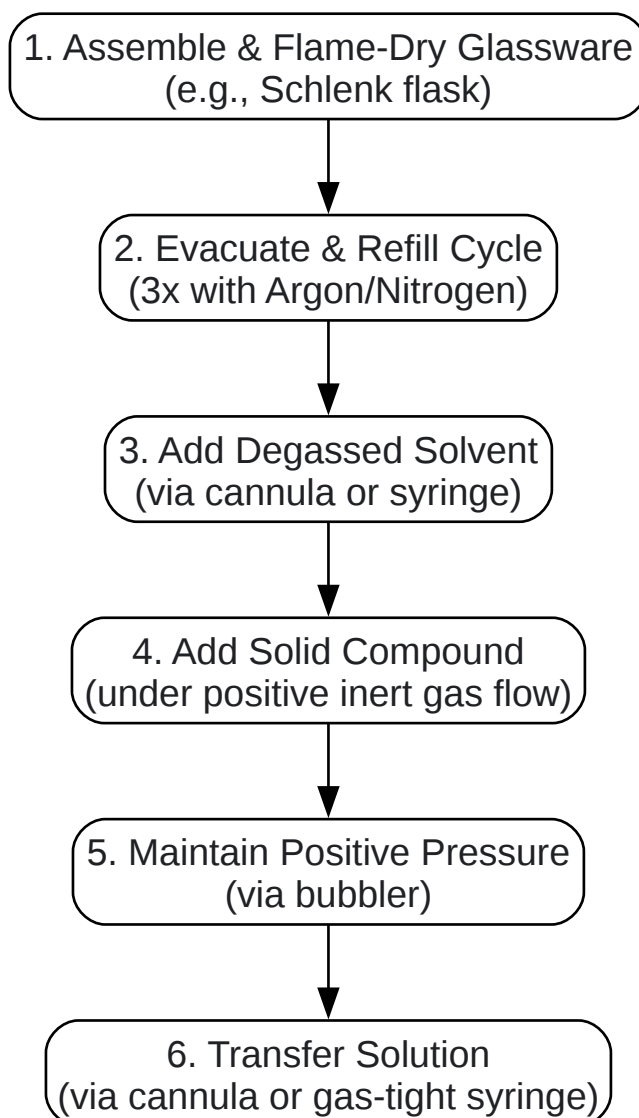 1. Assemble & Flame-Dry Glassware
(e.g., Schlenk flask)
2. Evacuate & Refill Cycle
(3x with Argon/Nitrogen)
3. Add Degassed Solvent
(via cannula or syringe)
4. Add Solid Compound
(under positive inert gas flow)
5. Maintain Positive Pressure
(via bubbler)
6. Transfer Solution
(via cannula or gas-tight syringe)